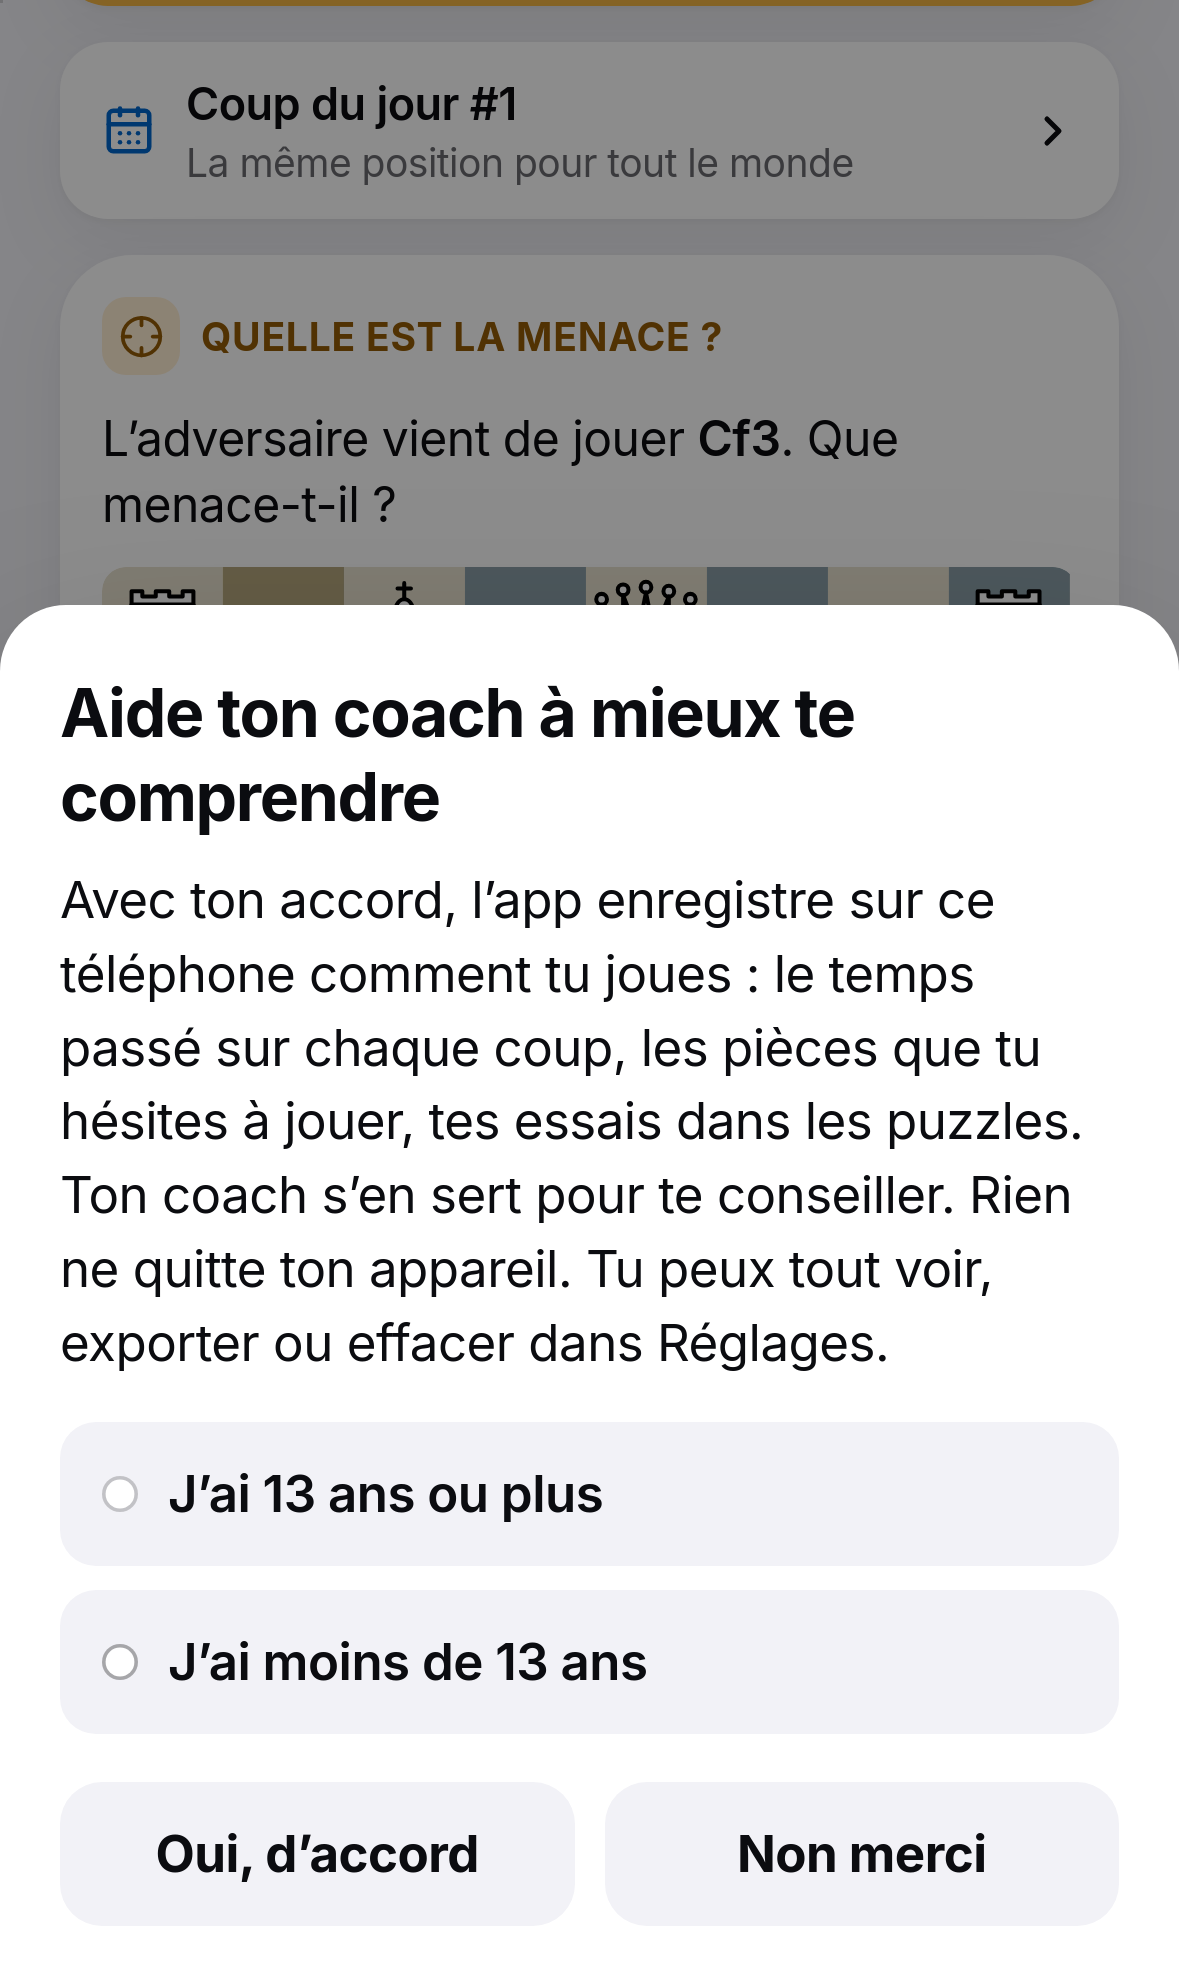 Coup du jour #1
La même position pour tout le monde
QUELLE EST LA MENACE ?
L’adversaire vient de jouer Cf3. Que
menace-t-il ?
Aide ton coach à mieux te
comprendre
Avec ton accord, l’app enregistre sur ce
téléphone comment tu joues : le temps
passé sur chaque coup, les pièces que tu
hésites à jouer, tes essais dans les puzzles.
Ton coach s’en sert pour te conseiller. Rien
ne quitte ton appareil. Tu peux tout voir,
exporter ou effacer dans Réglages.
J’ai 13 ans ou plus
J’ai moins de 13 ans
Oui, d’accord
Non merci